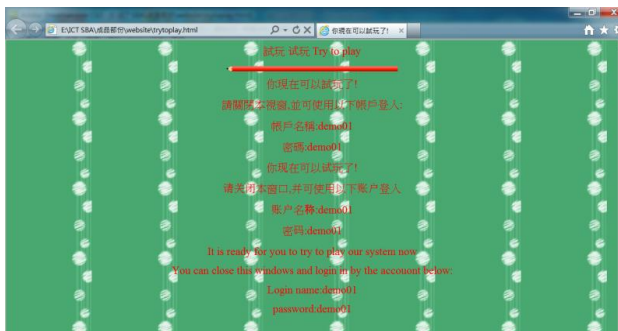 E:\ICT SBA\成品部份\website\trytoplay.html
你現在可以試玩了!
試玩 试玩 Try to play
你現在可以試玩了!
請關閉本視窗,並可使用以下帳戶登入:
帳戶名稱:demo01
密碼:demo01
你现在可以试玩了!
请关闭本窗口,并可使用以下账户登入
账户名称:demo01
密码:demo01
It is ready for you to try to play our system now
You can close this windows and login in by the accoount below:
Login name:demo01
password:demo01